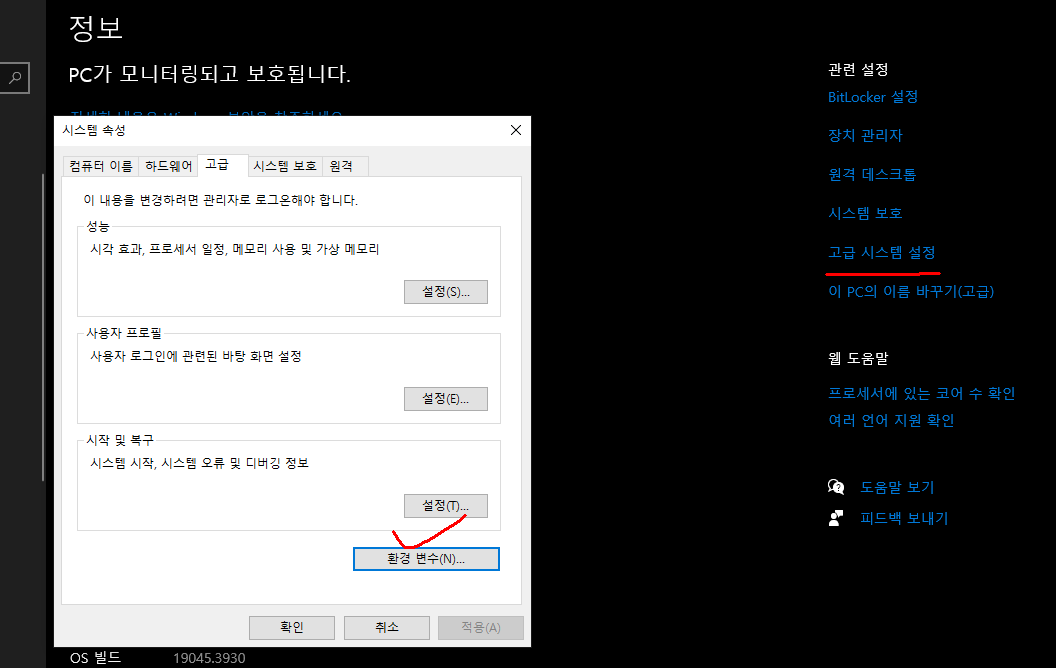 정보
PC가 모니터링되고 보호됩니다.
시스템 속성
컴퓨터 이름 하드웨어 고급 시스템 보호 원격
이 내용을 변경하려면 관리자로 로그온해야 합니다.
성능
시각 효과, 프로세서 일정, 메모리 사용 및 가상 메모리
설정(S)...
사용자 프로필
사용자 로그인에 관련된 바탕 화면 설정
설정(E)...
시작 및 복구
시스템 시작, 시스템 오류 및 디버깅 정보
설정(T)...
환경 변수(N)...
확인 취소 적용(A)
OS 빌드 19045.3930
관련 설정
BitLocker 설정
장치 관리자
원격 데스크톱
시스템 보호
고급 시스템 설정
이 PC의 이름 바꾸기(고급)
웹 도움말
프로세서에 있는 코어 수 확인
여러 언어 지원 확인
도움말 보기
피드백 보내기